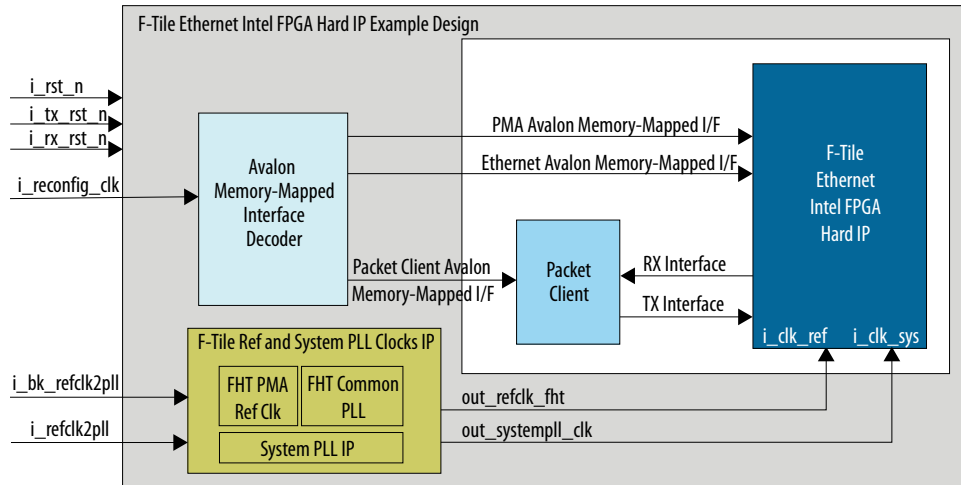 F-Tile Ethernet Intel FPGA Hard IP Example Design
i_rst_n
i_tx_rst_n
i_rx_rst_n
i_reconfig_clk
Avalon
Memory-Mapped
Interface
Decoder
PMA Avalon Memory-Mapped I/F
Ethernet Avalon Memory-Mapped I/F
F-Tile
Ethernet
Intel FPGA
Hard IP
Packet Client Avalon
Memory-Mapped I/F
Packet
Client
RX Interface
TX Interface
i_clk_ref
i_clk_sys
F-Tile Ref and System PLL Clocks IP
i_bk_refclk2pll
i_refclk2pll
FHT PMA
Ref Clk
FHT Common
PLL
System PLL IP
out_refclk_fht
out_systempll_clk